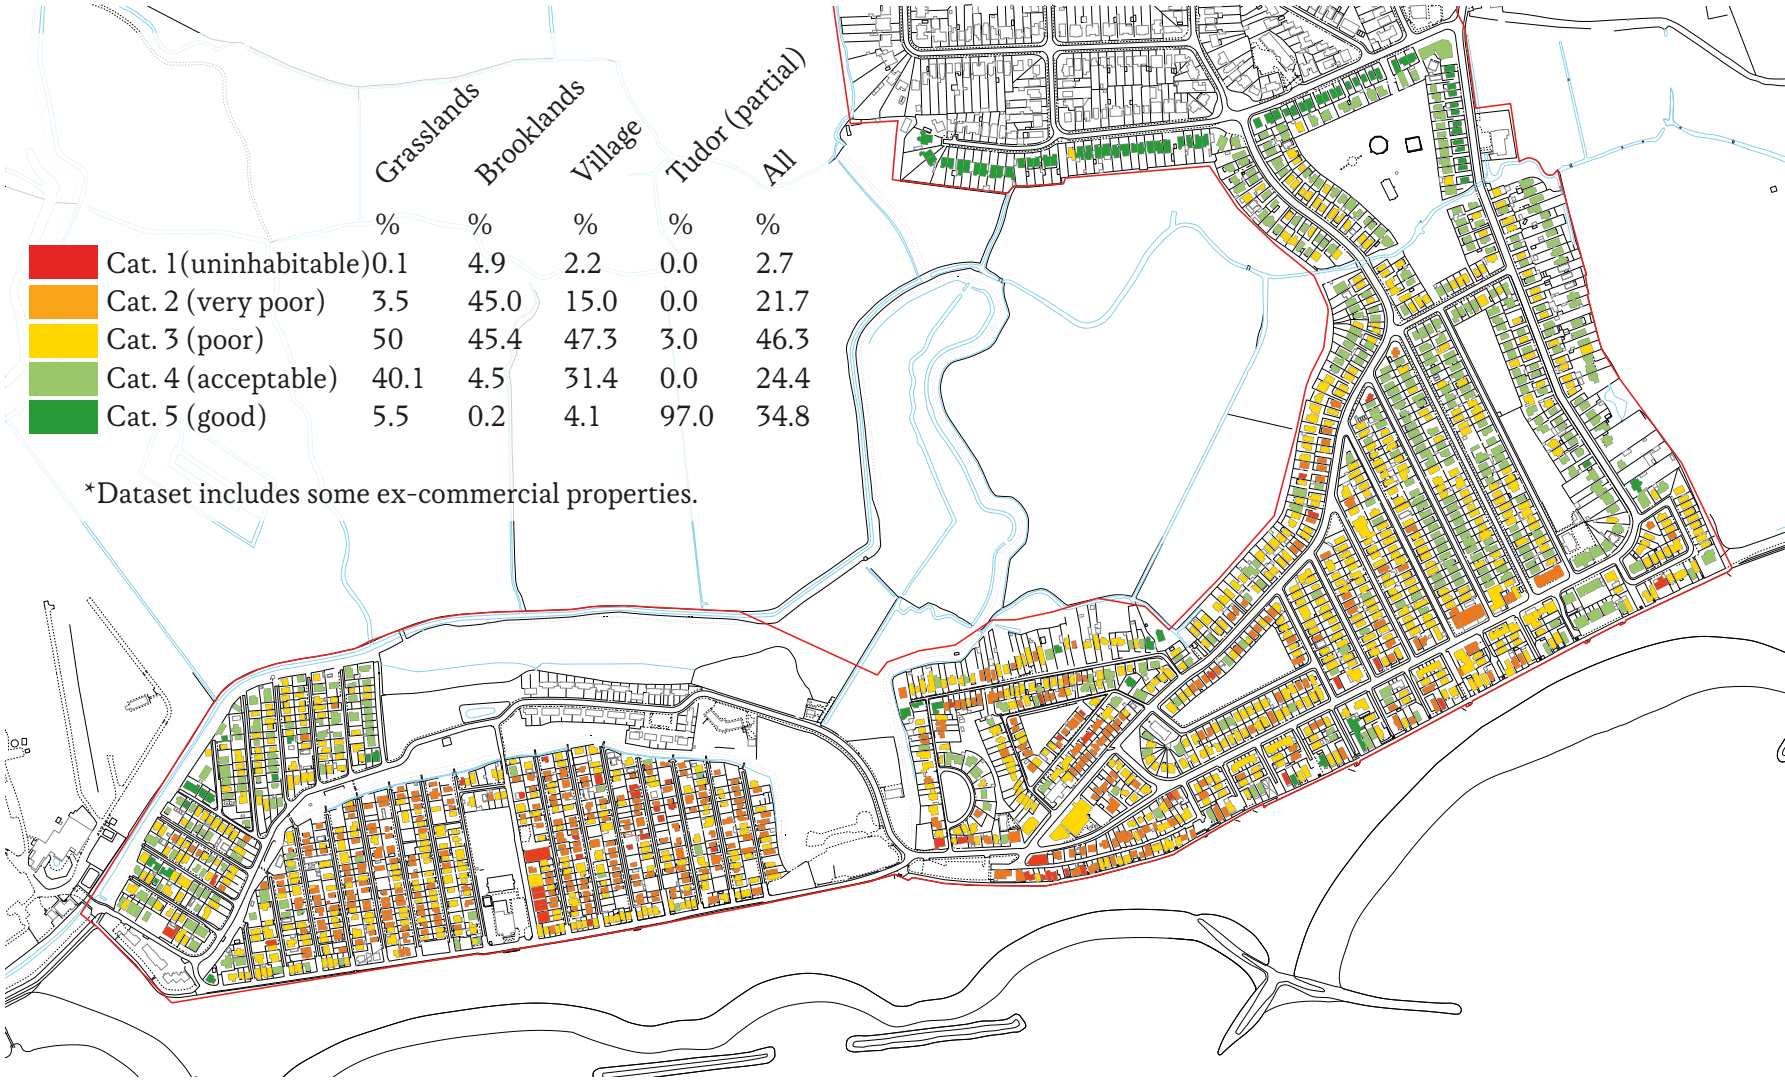 Grasslands Brooklands Village Tudor (partial) All
% % % % %
Cat. 1(uninhabitable) 0.1 4.9 2.2 0.0 2.7
Cat. 2 (very poor) 3.5 45.0 15.0 0.0 21.7
Cat. 3 (poor) 50 45.4 47.3 3.0 46.3
Cat. 4 (acceptable) 40.1 4.5 31.4 0.0 24.4
Cat. 5 (good) 5.5 0.2 4.1 97.0 34.8
*Dataset includes some ex-commercial properties.